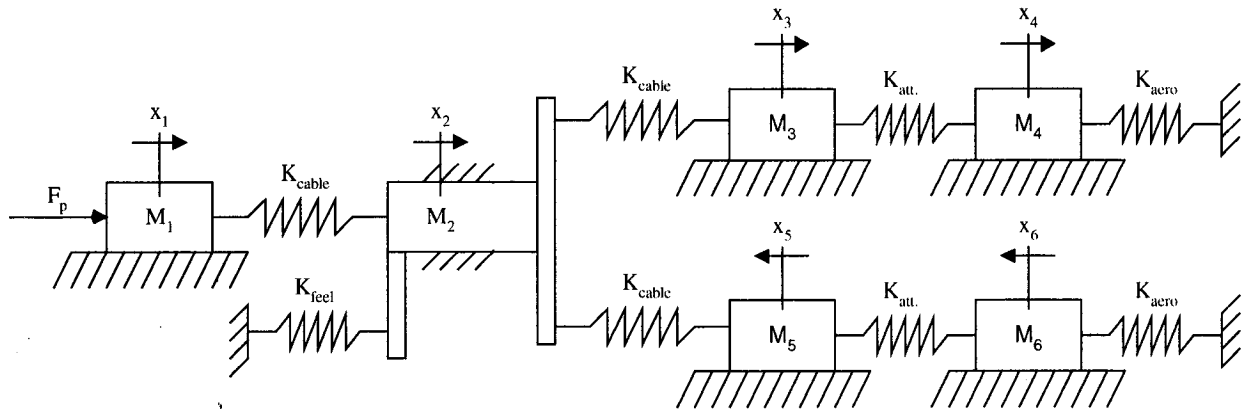 x3
x4
Kcable
Katt.
Kaero
M3
M4
x1
x2
Kcable
Fp
M1
M2
Kfeel
x5
x6
Kcable
Katt.
Kaero
M5
M6